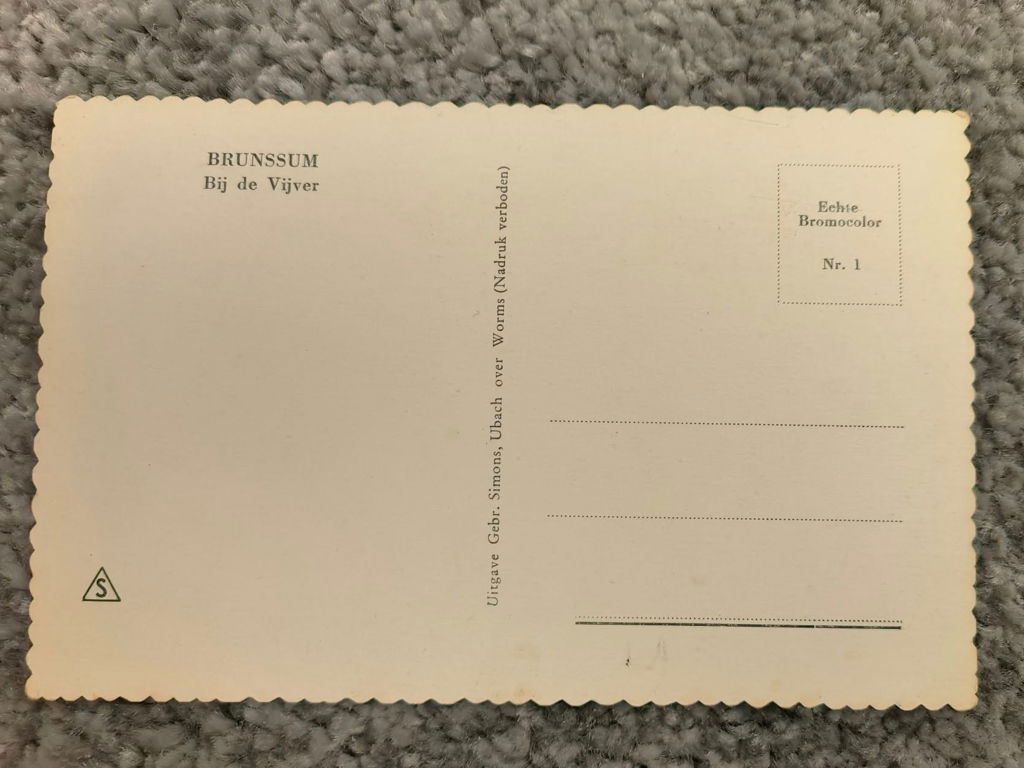 BRUNSSUM
Bij de Vijver
S
Uitgave Gebr. Simons, Ubach over Worms (Nadruk verboden)
Echte
Bromocolor
Nr. 1